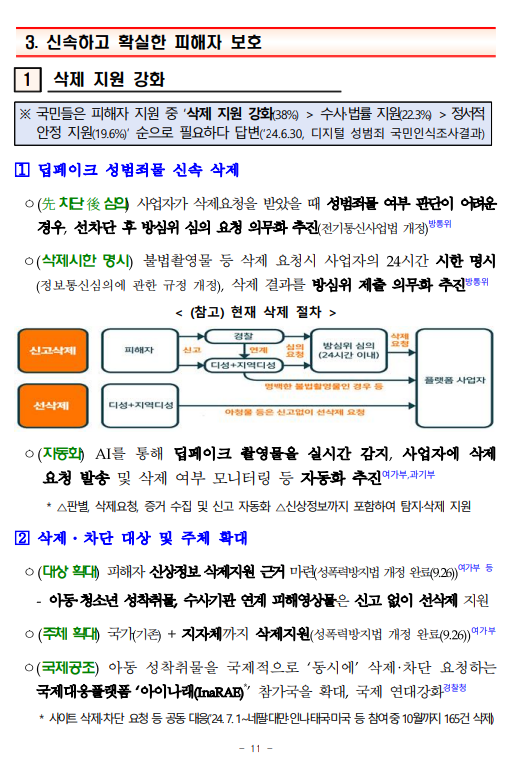 3. 신속하고 확실한 피해자 보호
1 삭제 지원 강화
※ 국민들은 피해자 지원 중 ‘삭제 지원 강화(38%) > 수사·법률 지원(22.3%) > 정서적
안정 지원(19.6%)’ 순으로 필요하다 답변(‘24.6.30, 디지털 성범죄 국민인식조사결과)
1 딥페이크 성범죄물 신속 삭제
ㅇ(先 차단 後 심의) 사업자가 삭제요청을 받았을 때 성범죄물 여부 판단이 어려운
경우, 선차단 후 방심위 심의 요청 의무화 추진(전기통신사업법 개정)방통위
ㅇ(삭제시한 명시) 불법촬영물 등 삭제 요청시 사업자의 24시간 시한 명시
(정보통신심의에 관한 규정 개정), 삭제 결과를 방심위 제출 의무화 추진방통위
< (참고) 현재 삭제 절차 >
신고삭제 피해자 신고 경찰 연계 디성+지역디성 심의 요청 방심위 심의 (24시간 이내) 삭제 요청 플랫폼 사업자
명백한 불법촬영물인 경우 등
선삭제 디성+지역디성 아청물 등은 신고없이 선삭제 요청
ㅇ(자동화) AI를 통해 딥페이크 촬영물을 실시간 감지, 사업자에 삭제
요청 발송 및 삭제 여부 모니터링 등 자동화 추진여가부,과기부
* △판별, 삭제요청, 증거 수집 및 신고 자동화 △신상정보까지 포함하여 탐지·삭제 지원
2 삭제·차단 대상 및 주체 확대
ㅇ(대상 확대) 피해자 신상정보 삭제지원 근거 마련(성폭력방지법 개정 완료(9.26))여가부 등
- 아동·청소년 성착취물, 수사기관 연계 피해영상물은 신고 없이 선삭제 지원
ㅇ(주체 확대) 국가(기존) + 지자체까지 삭제지원(성폭력방지법 개정 완료(9.26))여가부
ㅇ(국제공조) 아동 성착취물을 국제적으로 ‘동시에’ 삭제·차단 요청하는
국제대응플랫폼 ‘아이나래(InaRAE)*’ 참가국을 확대, 국제 연대강화경찰청
* 사이트 삭제·차단 요청 등 공동 대응(‘24. 7. 1~네팔·대만·인니·태국·미국 등 참여 중 10월까지 165건 삭제)
- 11 -